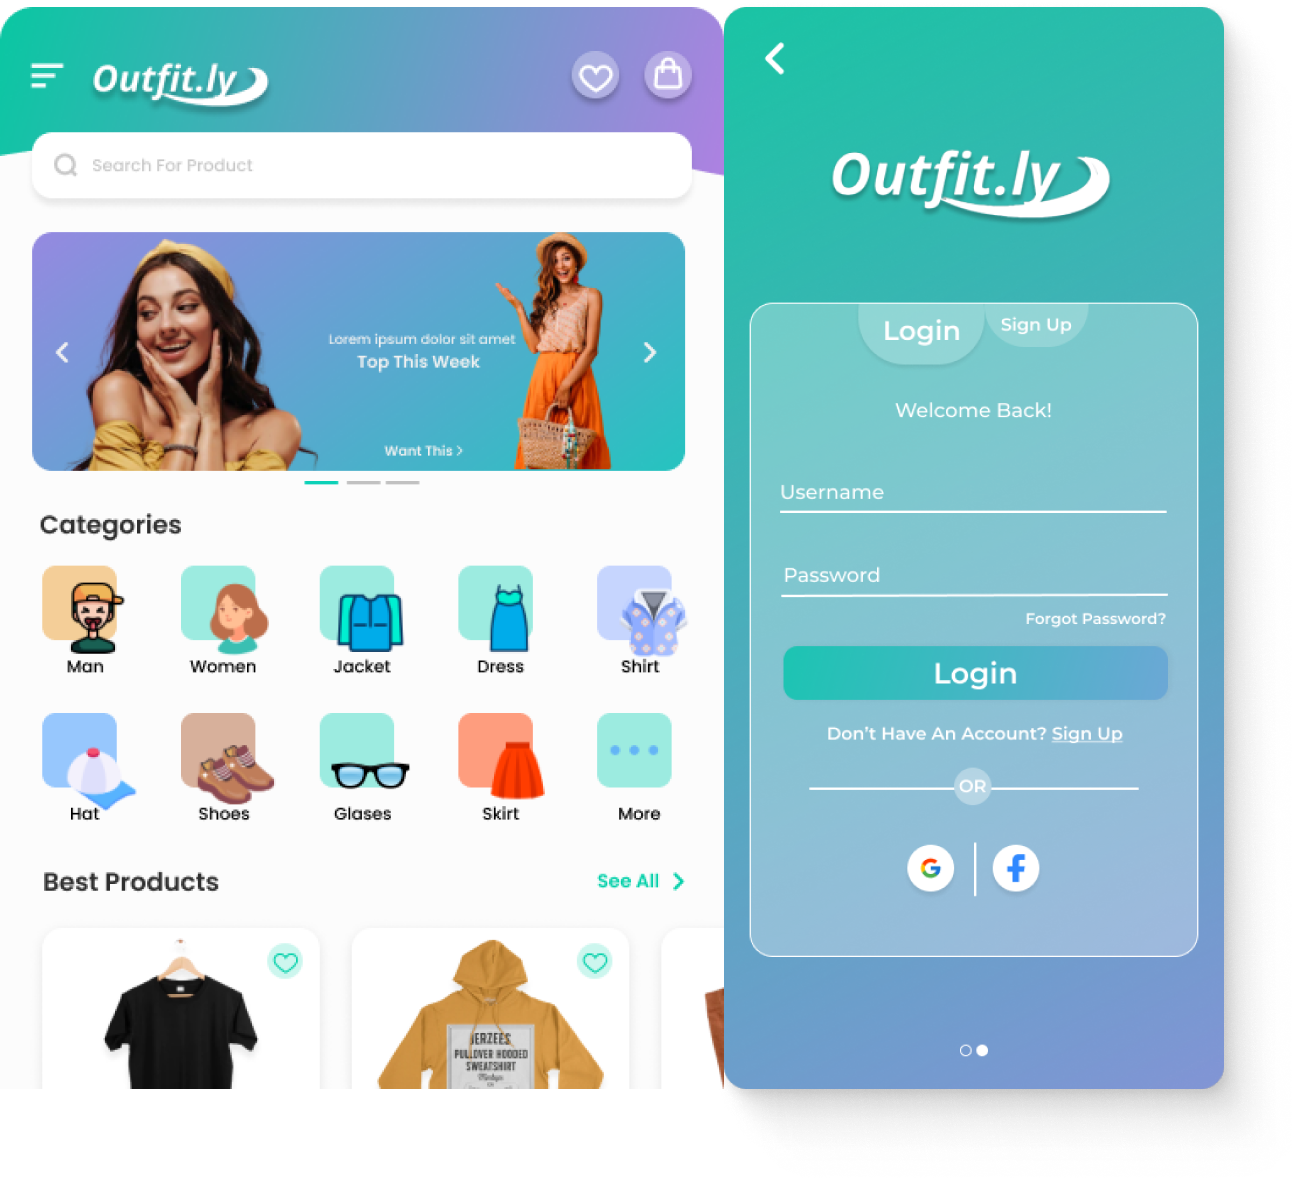 Outfit.ly
Search For Product
Lorem ipsum dolor sit amet
Top This Week
Want This >
Categories
Man
Women
Jacket
Dress
Shirt
Hat
Shoes
Glases
Skirt
More
Best Products
See All >
JERZEES
PULLOVER HOODED
SWEATSHIRT
Mockups
Outfit.ly
Login
Sign Up
Welcome Back!
Username
Password
Forgot Password?
Login
Don't Have An Account? Sign Up
OR
G
f